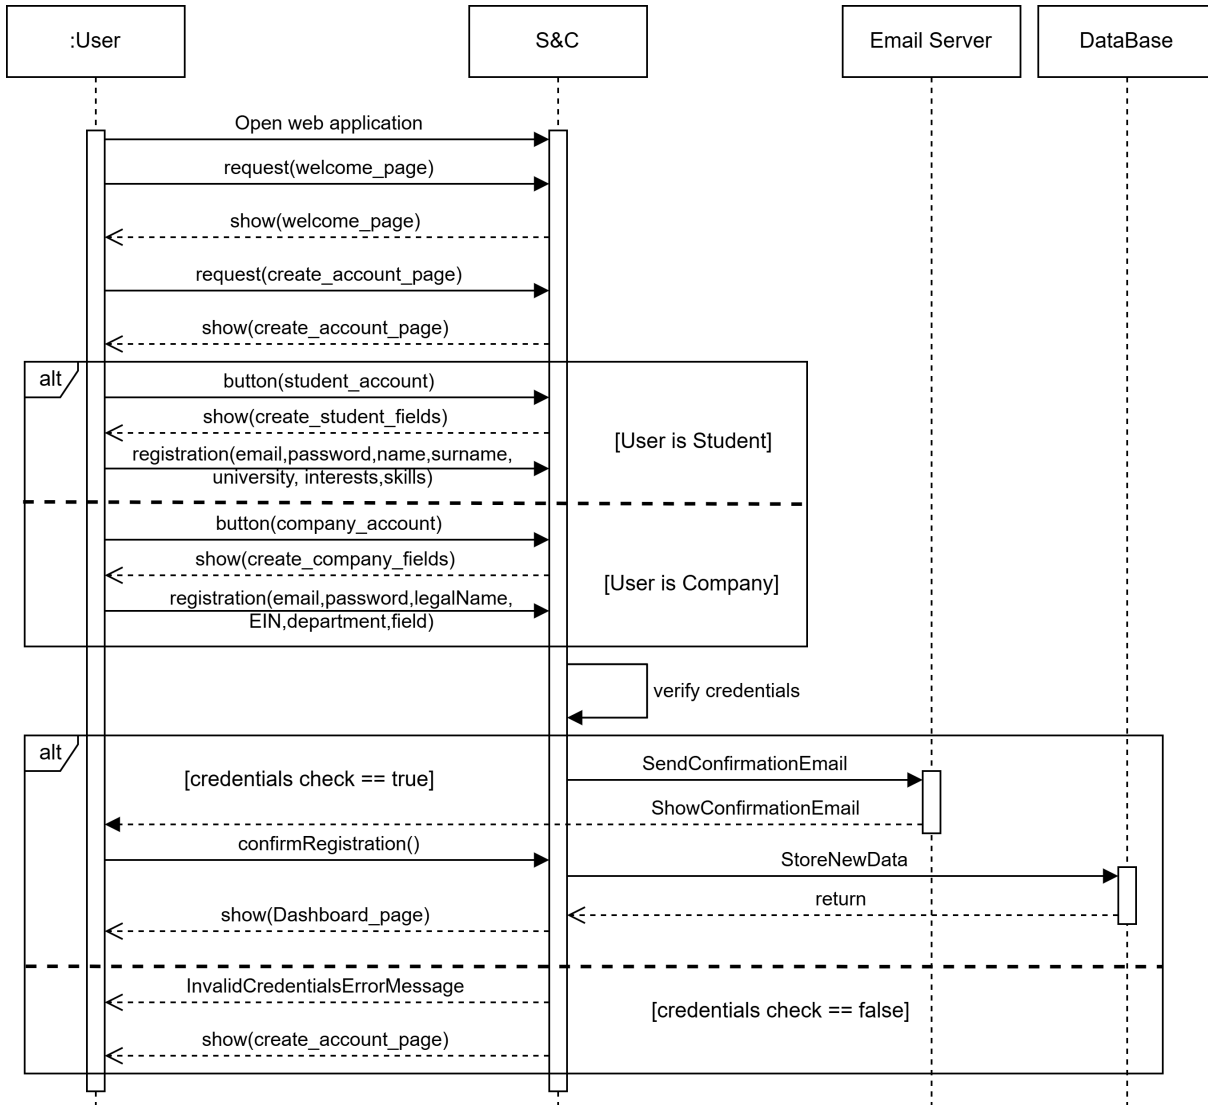 :User
S&C
Email Server
DataBase
Open web application
request(welcome_page)
show(welcome_page)
request(create_account_page)
show(create_account_page)
alt
button(student_account)
show(create_student_fields)
[User is Student]
registration(email,password,name,surname,
university, interests,skills)
button(company_account)
show(create_company_fields)
[User is Company]
registration(email,password,legalName,
EIN,department,field)
verify credentials
alt
[credentials check == true]
SendConfirmationEmail
ShowConfirmationEmail
confirmRegistration()
StoreNewData
return
show(Dashboard_page)
InvalidCredentialsErrorMessage
[credentials check == false]
show(create_account_page)